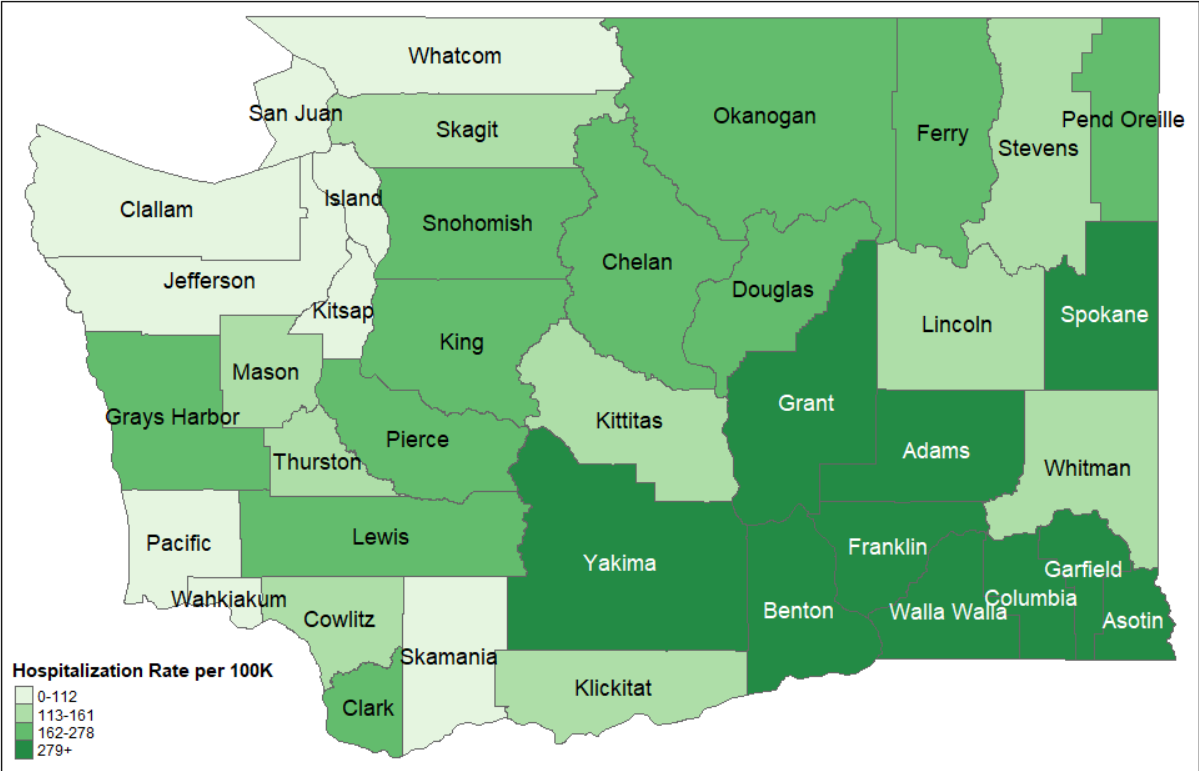 Whatcom
San Juan
Skagit
Okanogan
Ferry
Stevens
Pend Oreille
Clallam
Island
Snohomish
Chelan
Jefferson
Kitsap
King
Douglas
Lincoln
Spokane
Mason
Grays Harbor
Thurston
Pierce
Kittitas
Grant
Adams
Whitman
Pacific
Lewis
Yakima
Franklin
Garfield
Wahkiakum
Cowlitz
Benton
Walla Walla
Columbia
Asotin
Skamania
Klickitat
Clark
Hospitalization Rate per 100K
0-112
113-161
162-278
279+